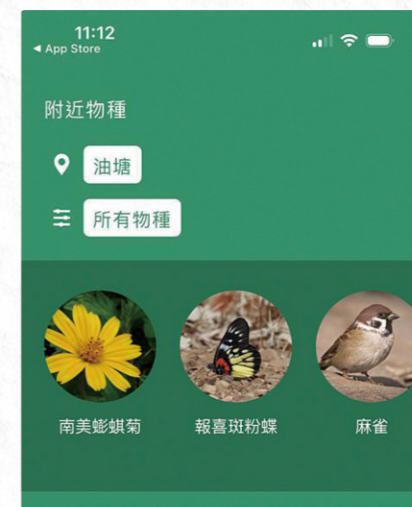 11:12
◀ App Store
附近物種
油塘
所有物種
南美蟛蜞菊
報喜斑粉蝶
麻雀